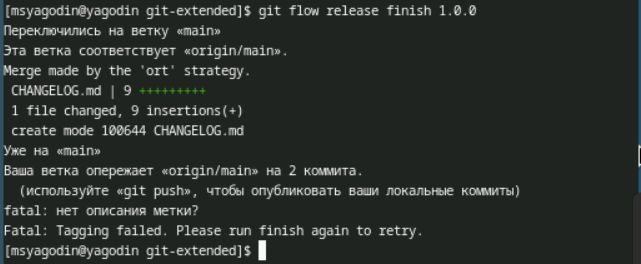 [msyagodin@yagodin git-extended]$ git flow release finish 1.0.0
Переключились на ветку «main»
Эта ветка соответствует «origin/main».
Merge made by the 'ort' strategy.
 CHANGELOG.md | 9 +++++++++
 1 file changed, 9 insertions(+)
 create mode 100644 CHANGELOG.md
Уже на «main»
Ваша ветка опережает «origin/main» на 2 коммита.
  (используйте «git push», чтобы опубликовать ваши локальные коммиты)
fatal: нет описания метки?
Fatal: Tagging failed. Please run finish again to retry.
[msyagodin@yagodin git-extended]$